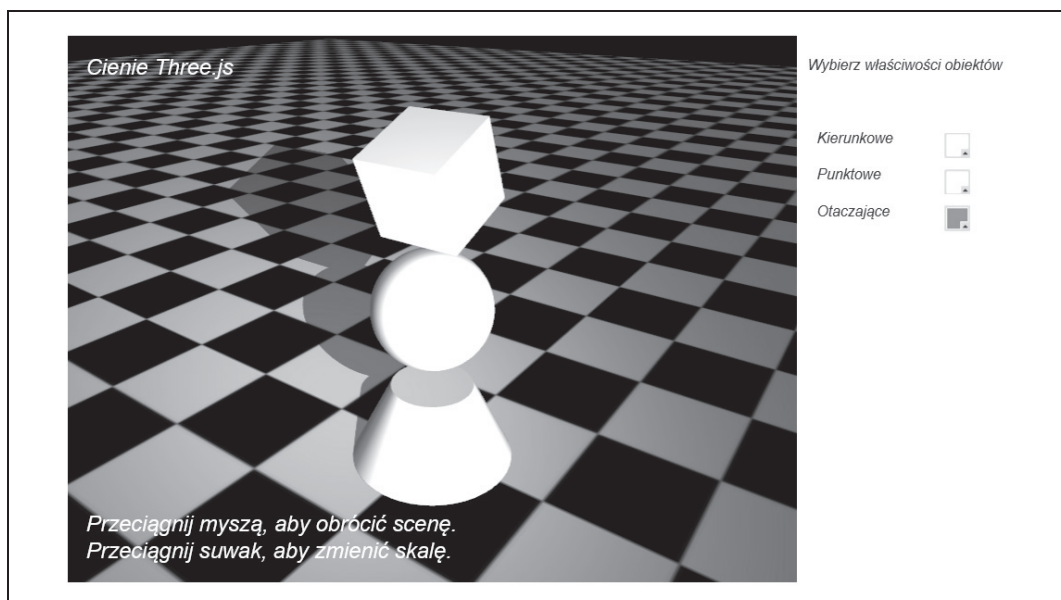 Cienie Three.js
Wybierz właściwości obiektów
Kierunkowe
Punktowe
Otaczające
Przeciągnij myszą, aby obrócić scenę.
Przeciągnij suwak, aby zmienić skalę.